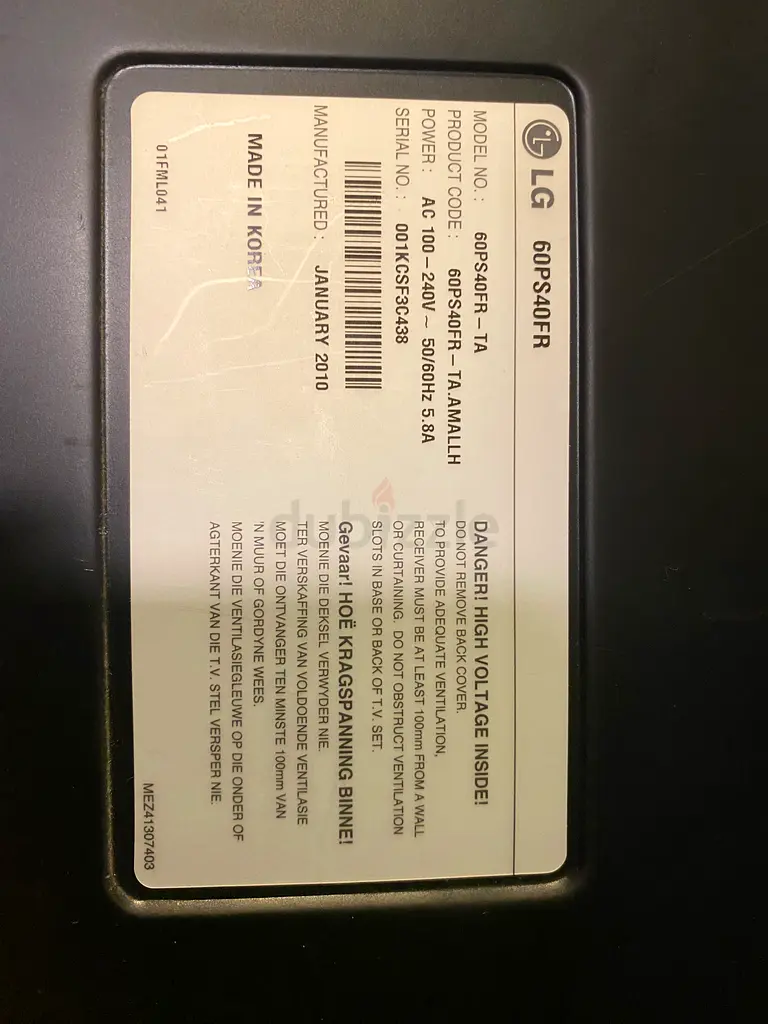 LG 60PS40FR
MODEL NO. : 60PS40FR – TA
PRODUCT CODE : 60PS40FR – TA.AMALLH
POWER : AC 100 – 240V ~ 50/60Hz 5.8A
SERIAL NO. : 001KCSF3C438
MANUFACTURED : JANUARY 2010
MADE IN KOREA
01FML041
DANGER! HIGH VOLTAGE INSIDE!
DO NOT REMOVE BACK COVER.
TO PROVIDE ADEQUATE VENTILATION,
RECEIVER MUST BE AT LEAST 100mm FROM A WALL
OR CURTAINING. DO NOT OBSTRUCT VENTILATION
SLOTS IN BASE OR BACK OF T.V. SET.
Gevaar! HOË KRAGSPANNING BINNE!
MOENIE DIE DEKSEL VERWYDER NIE.
TER VERSKAFFING VAN VOLDOENDE VENTILASIE
MOET DIE ONTVANGER TEN MINSTE 100mm VAN
'N MUUR OF GORDYNE WEES.
MOENIE DIE VENTILASIEGLEUWE OP DIE ONDER OF
AGTERKANT VAN DIE T.V. STEL VERSPER NIE.
MEZ41307403
dubizzle